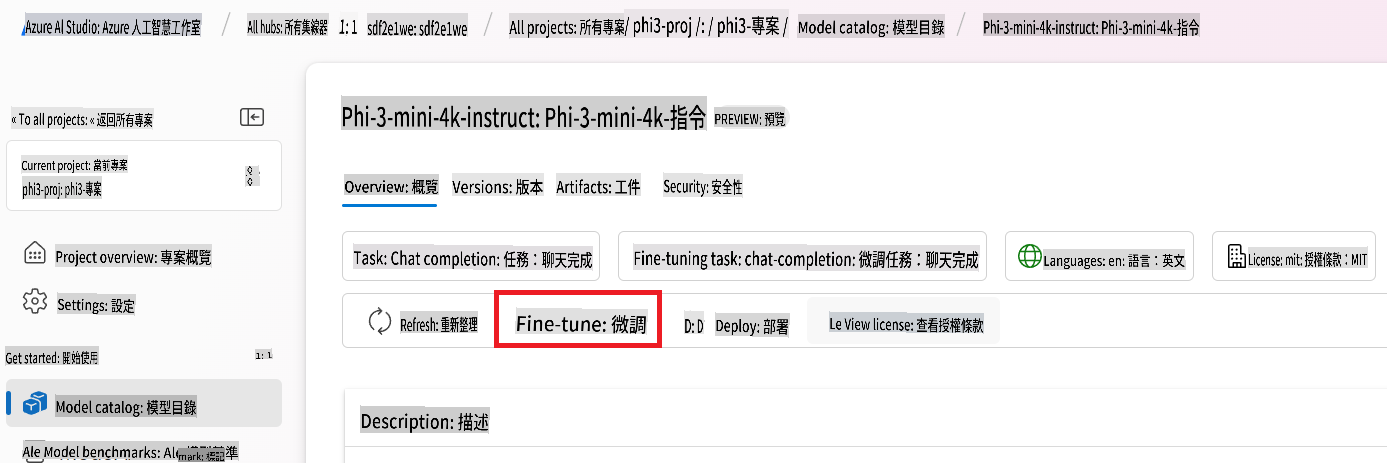 Azure AI Studio: Azure 人工智慧工作室 / All hubs: 所有集線器 1: 1 sdf2e1we: sdf2e1we / All projects: 所有專案/ phi3-proj /: / phi3-專案 / Model catalog: 模型目錄 / Phi-3-mini-4k-instruct: Phi-3-mini-4k-指令
« To all projects: « 返回所有專案
Current project: 當前專案
phi3-proj: phi3-專案
Project overview: 專案概覽
Settings: 設定
Get started: 開始使用 1: 1
Model catalog: 模型目錄
Ale Model benchmarks: Ale
mark: 標記
準
Phi-3-mini-4k-instruct: Phi-3-mini-4k-指令 PREVIEW: 預覽
Overview: 概覽 Versions: 版本 Artifacts: 工件 Security: 安全性
Task: Chat completion: 任務：聊天完成 Fine-tuning task: chat-completion: 微調任務：聊天完成 Languages: en: 語言：英文 License: mit: 授權條款：MIT
Refresh: 重新整理 Fine-tune: 微調 D: D Deploy: 部署 Le View license: 查看授權條款
Description: 描述